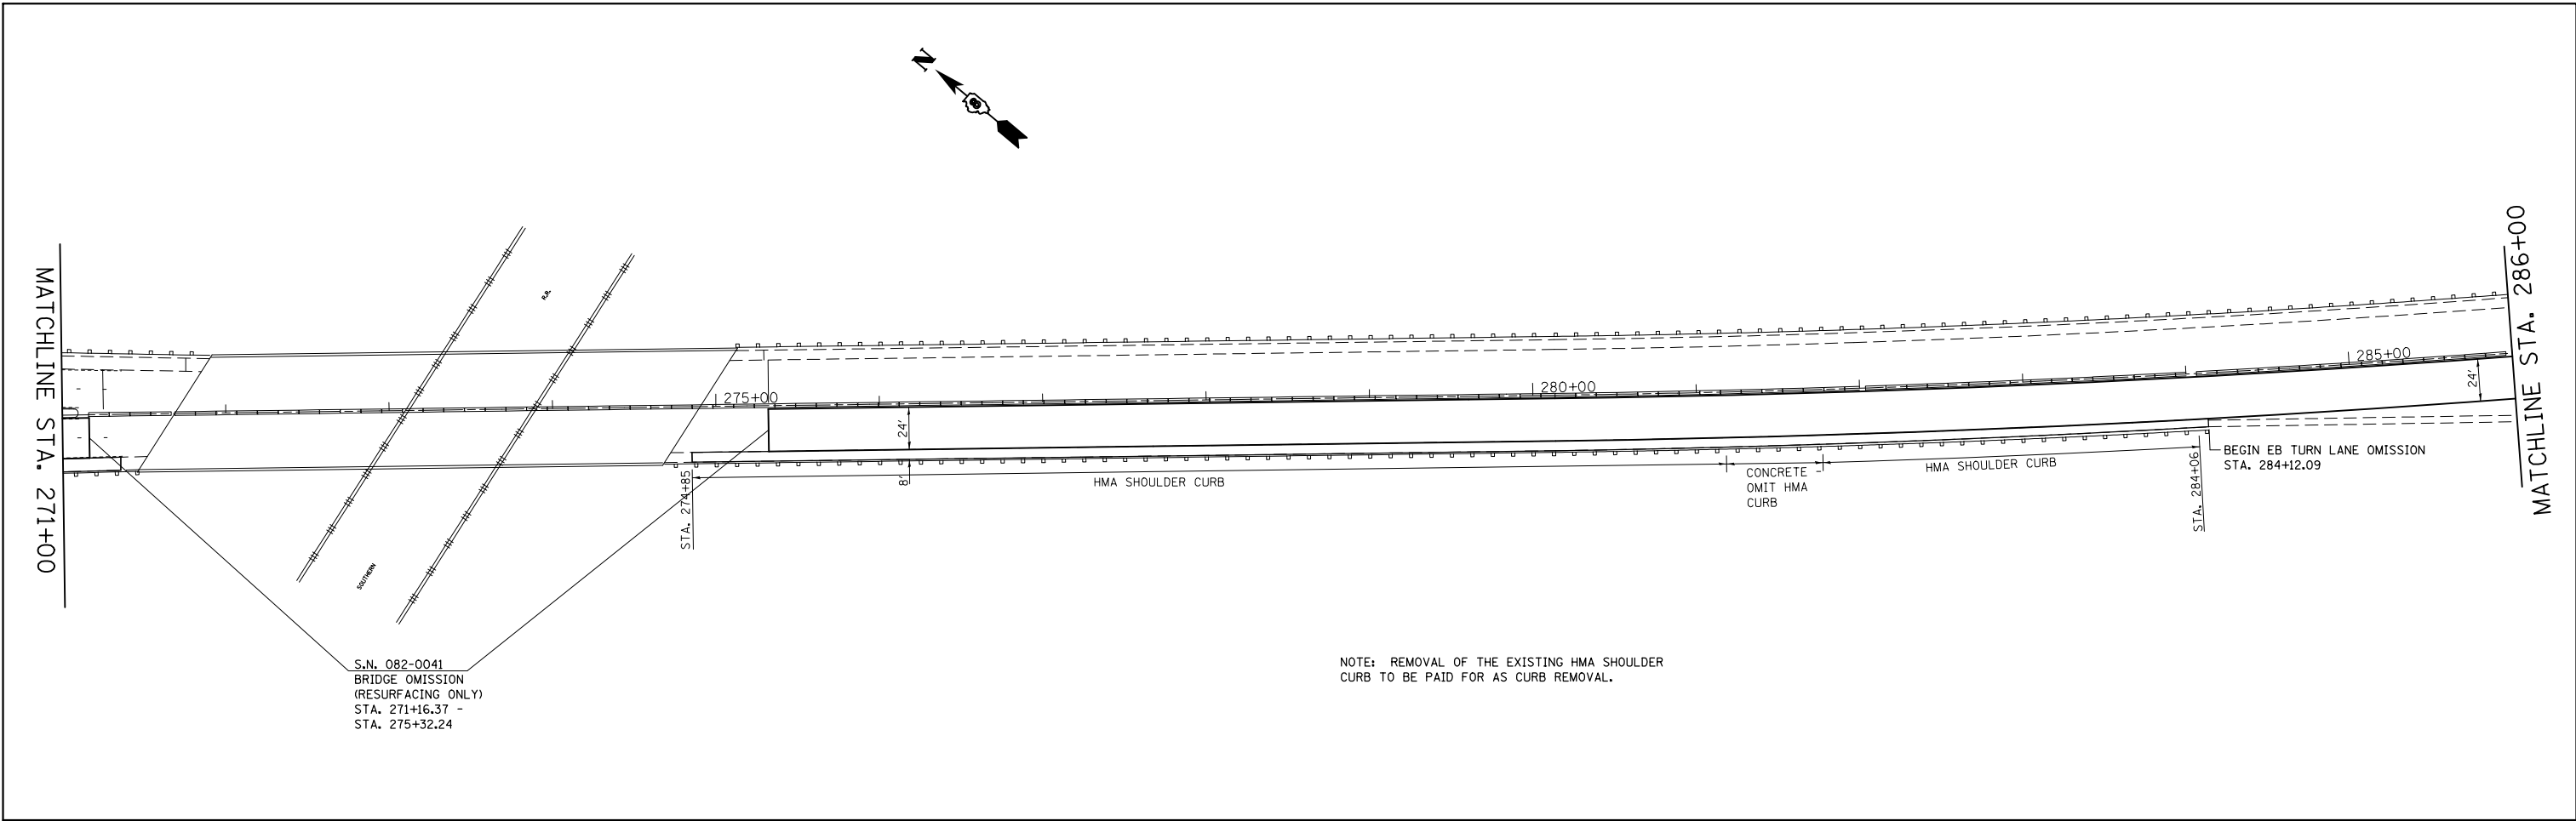 N
8
MATCHLINE STA. 271+00
R.R.
SOUTHERN
275+00
280+00
285+00
24'
8'
24'
STA. 274+85
HMA SHOULDER CURB
CONCRETE -
OMIT HMA
CURB
HMA SHOULDER CURB
STA. 284+06
BEGIN EB TURN LANE OMISSION
STA. 284+12.09
MATCHLINE STA. 286+00
S.N. 082-0041
BRIDGE OMISSION
(RESURFACING ONLY)
STA. 271+16.37 -
STA. 275+32.24
NOTE: REMOVAL OF THE EXISTING HMA SHOULDER
CURB TO BE PAID FOR AS CURB REMOVAL.